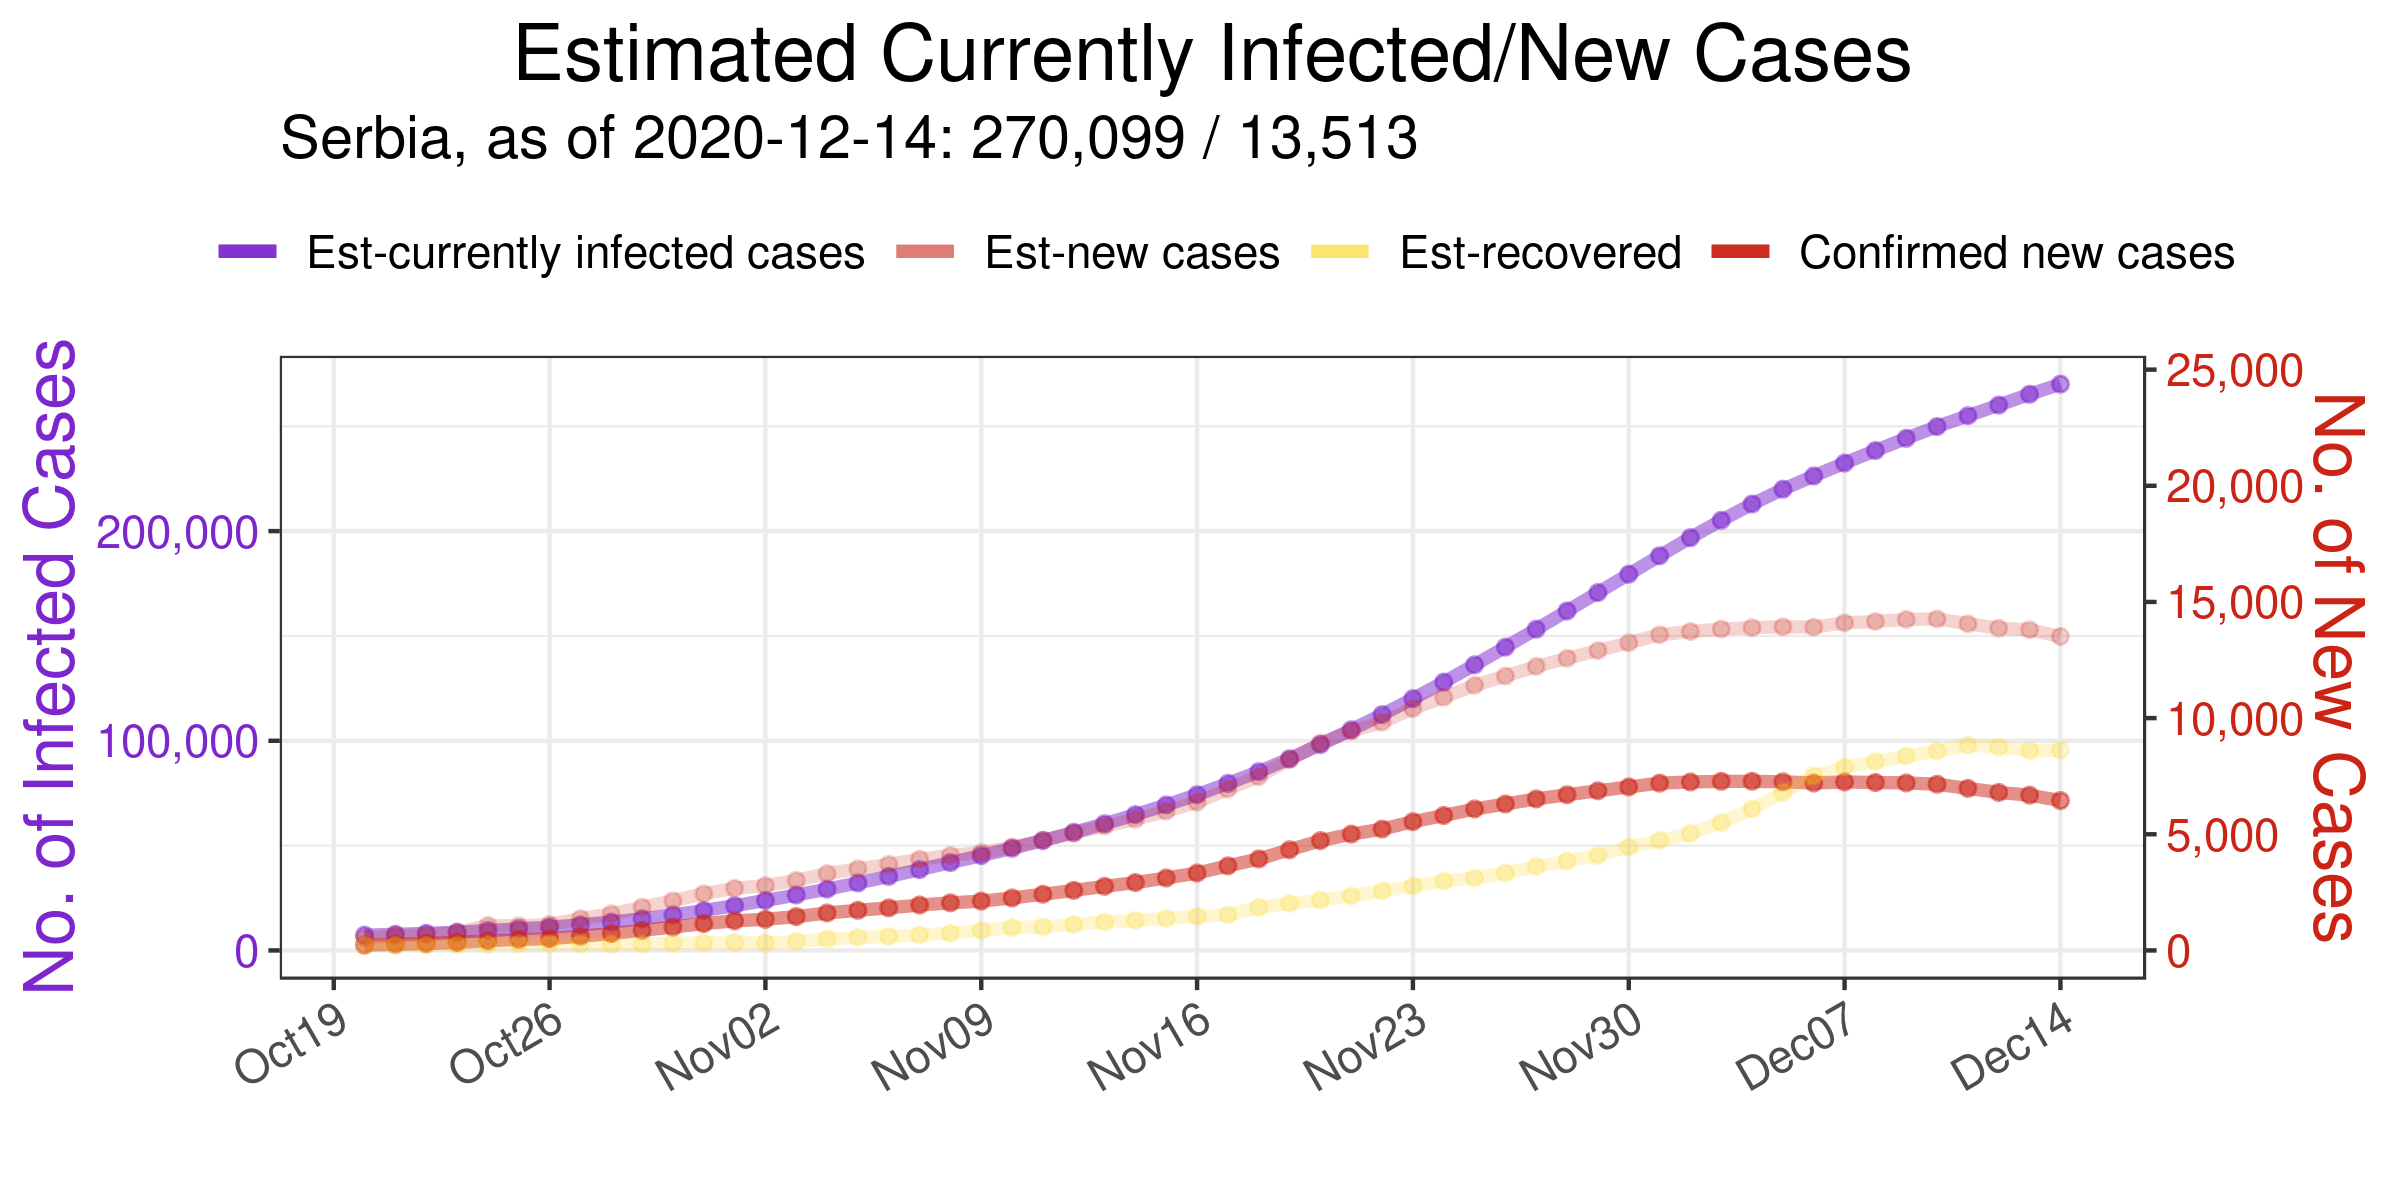 Estimated Currently Infected/New Cases
Serbia, as of 2020-12-14: 270,099 / 13,513
Est-currently infected cases Est-new cases Est-recovered Confirmed new cases
No. of Infected Cases
200,000
100,000
0
25,000
20,000
15,000
10,000
5,000
0
No. of New Cases
Oct19 Oct26 Nov02 Nov09 Nov16 Nov23 Nov30 Dec07 Dec14